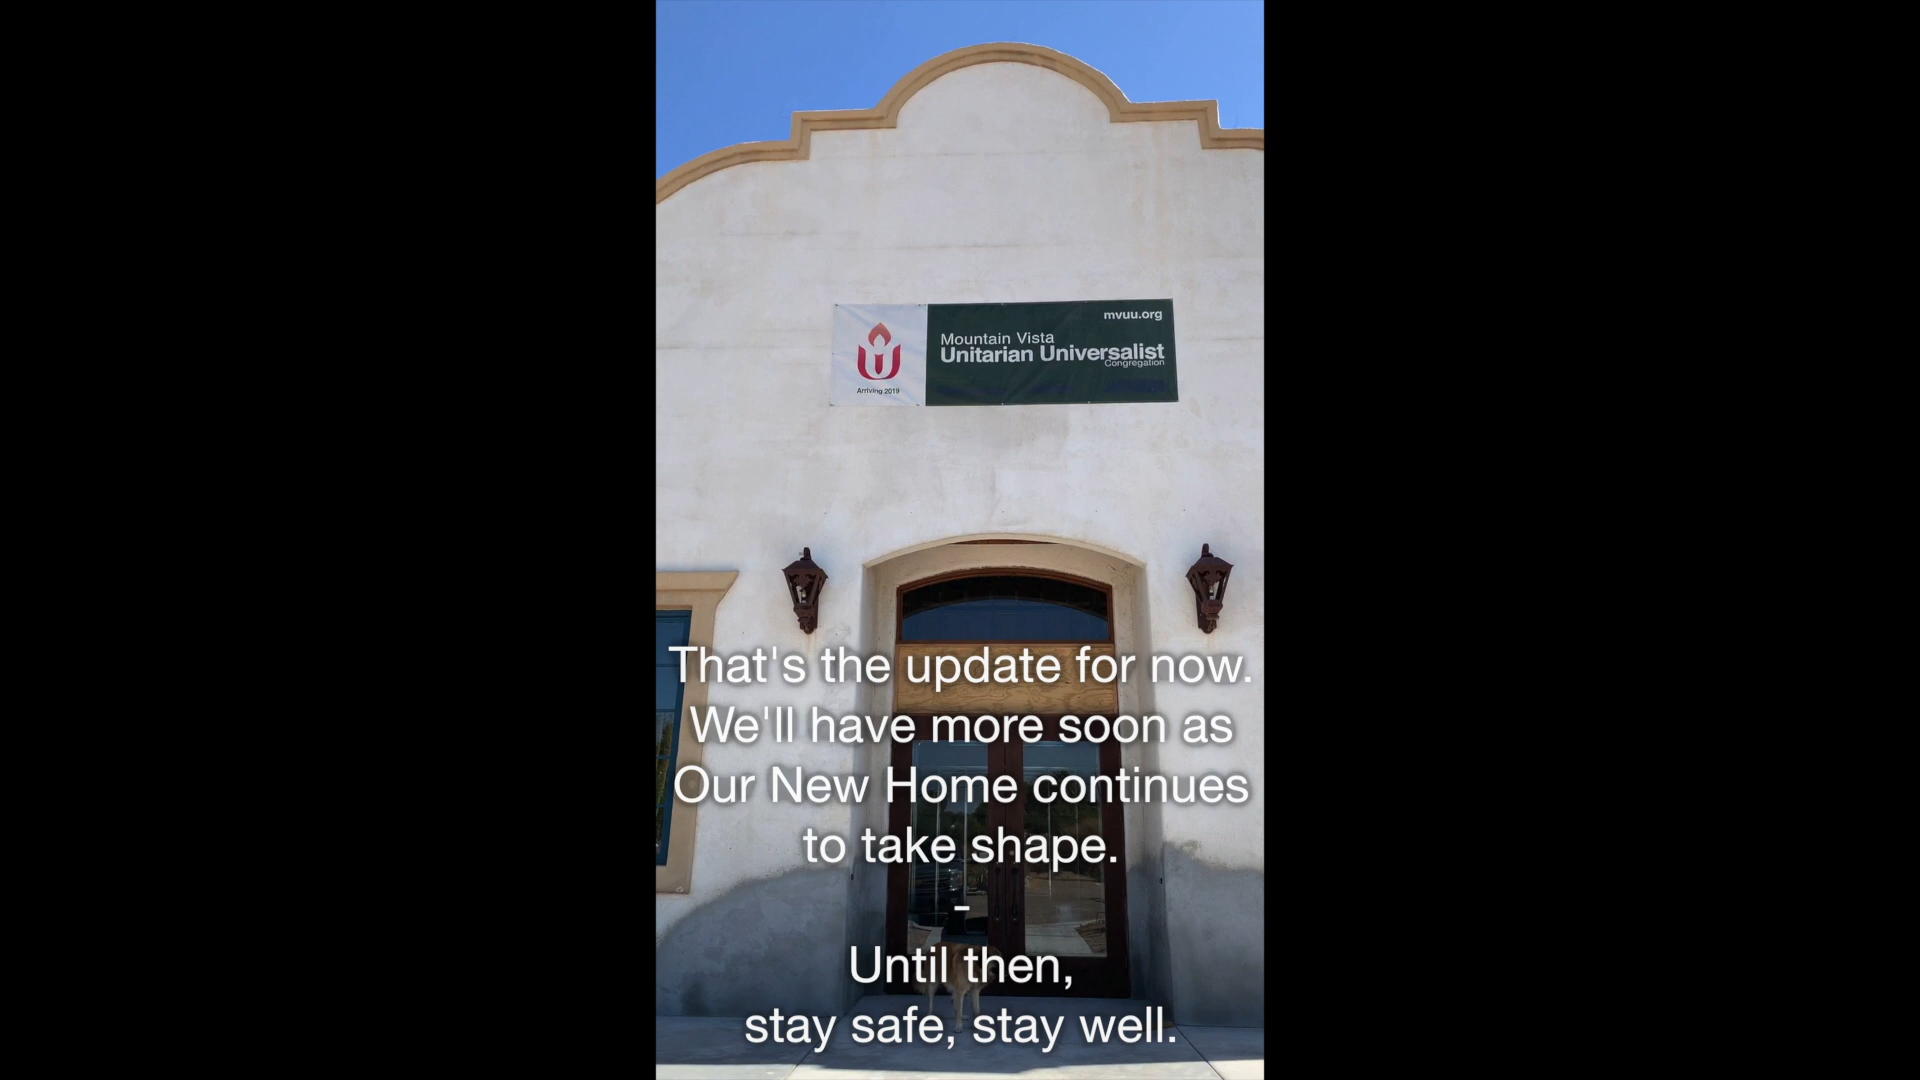 mvuu.org
Mountain Vista
Unitarian Universalist
Congregation
Arriving 2019
That's the update for now.
We'll have more soon as
Our New Home continues
to take shape.
-
Until then,
stay safe, stay well.